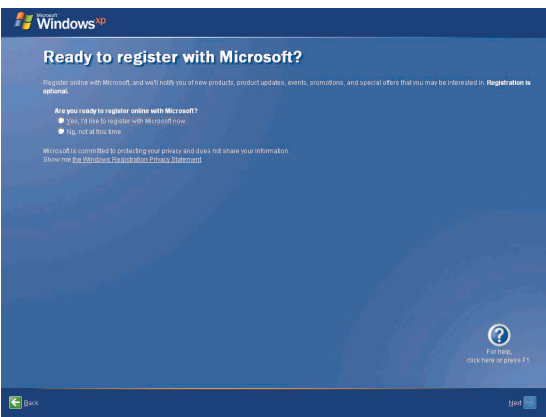 Microsoft
Windows xp
Ready to register with Microsoft?
Register online with Microsoft, and we'll notify you of new products, product updates, events, promotions, and special offers that you may be interested in. Registration is
optional.
Are you ready to register online with Microsoft?
Yes, I'd like to register with Microsoft now
No, not at this time
Microsoft is committed to protecting your privacy and does not share your information.
Show me the Windows Registration Privacy Statement
?
For help,
click here or press F1.
Back
Next